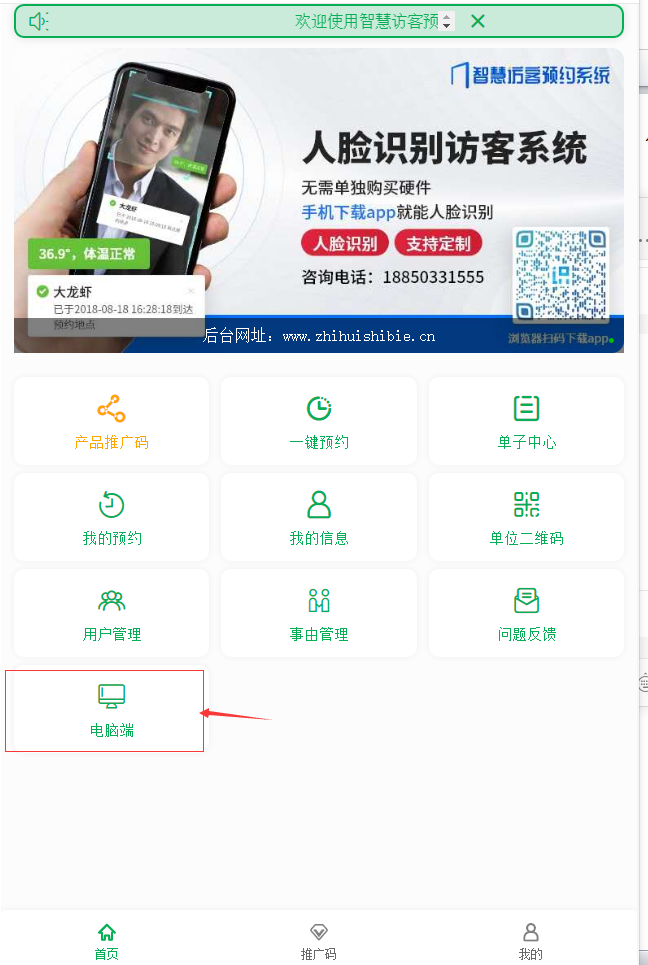 欢迎使用智慧访客预
智慧访客预约系统
人脸识别访客系统
无需单独购买硬件
手机下载app就能人脸识别
人脸识别 支持定制
咨询电话：18850331555
36.9°，体温正常
大龙虾
已于2018-08-18 16:28:18到达
预约地点
后台网址：www.zhihuishibie.cn
浏览器扫码下载app
产品推广码
一键预约
单子中心
我的预约
我的信息
单位二维码
用户管理
事由管理
问题反馈
电脑端
首页
推广码
我的